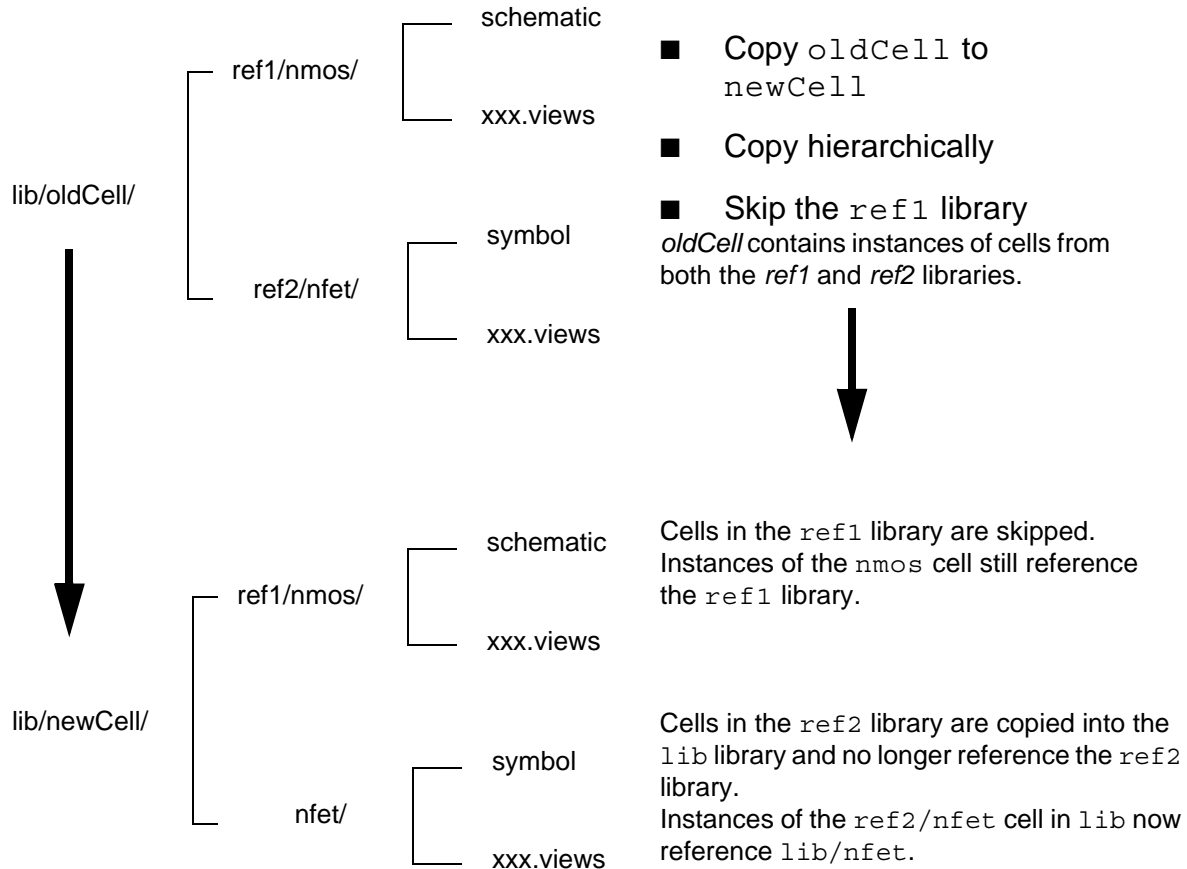 schematic
ref1/nmos/
xxx.views
lib/oldCell/
symbol
ref2/nfet/
xxx.views
■ Copy oldCell to
newCell
■ Copy hierarchically
■ Skip the ref1 library
oldCell contains instances of cells from
both the ref1 and ref2 libraries.
schematic
ref1/nmos/
xxx.views
lib/newCell/
symbol
nfet/
xxx.views
Cells in the ref1 library are skipped.
Instances of the nmos cell still reference
the ref1 library.
Cells in the ref2 library are copied into the
lib library and no longer reference the ref2
library.
Instances of the ref2/nfet cell in lib now
reference lib/nfet.